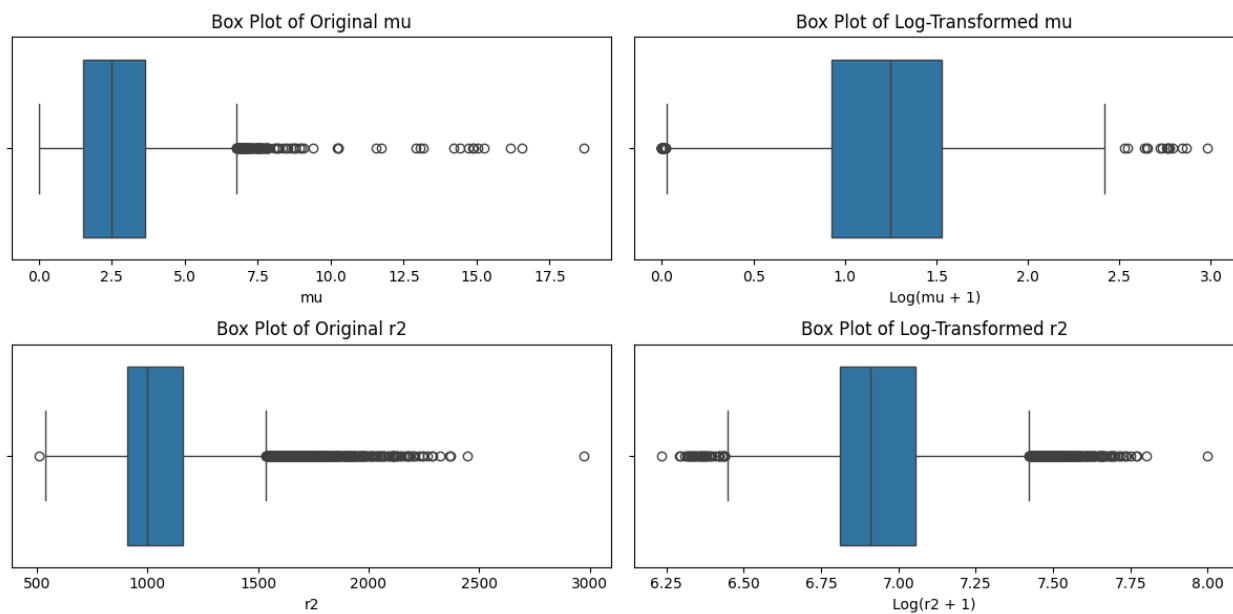 Box Plot of Original mu
0.0 2.5 5.0 7.5 10.0 12.5 15.0 17.5
mu
Box Plot of Log-Transformed mu
0.0 0.5 1.0 1.5 2.0 2.5 3.0
Log(mu + 1)
Box Plot of Original r2
500 1000 1500 2000 2500 3000
r2
Box Plot of Log-Transformed r2
6.25 6.50 6.75 7.00 7.25 7.50 7.75 8.00
Log(r2 + 1)